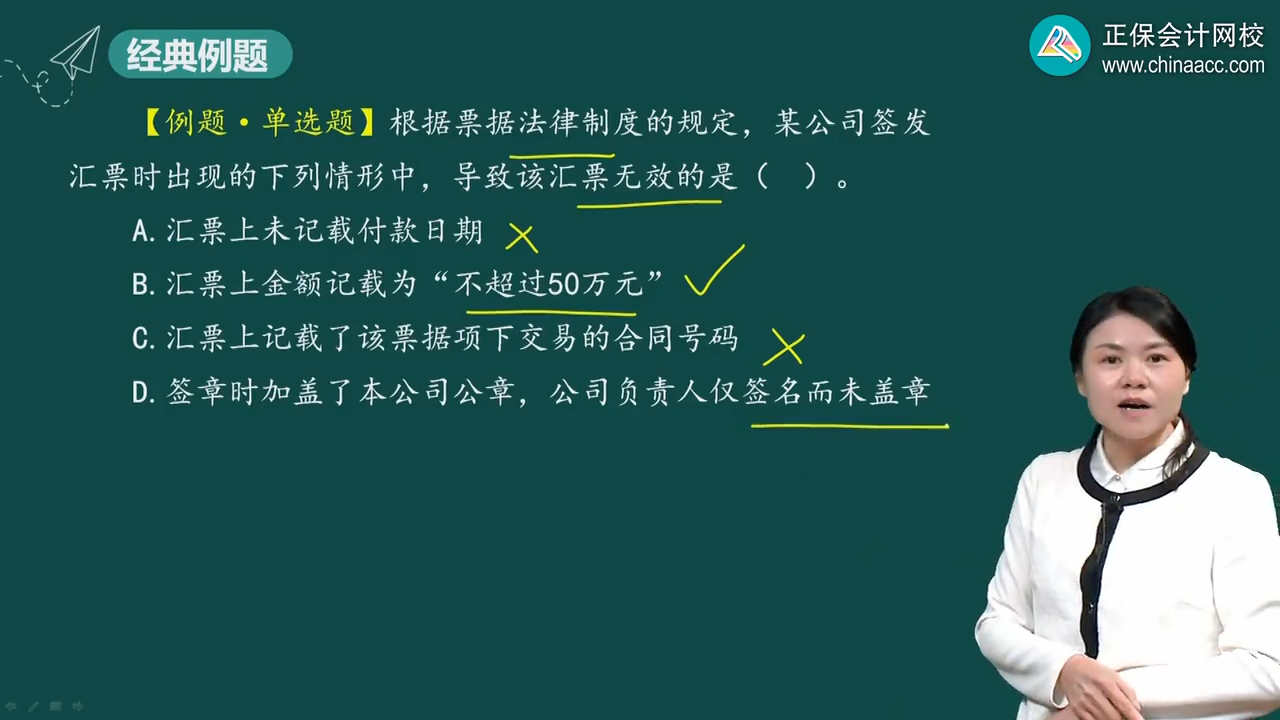 经典例题
正保会计网校
www.chinaacc.com
【例题·单选题】根据票据法律制度的规定，某公司签发
汇票时出现的下列情形中，导致该汇票无效的是（ ）。
A. 汇票上未记载付款日期
B. 汇票上金额记载为“不超过50万元”
C. 汇票上记载了该票据项下交易的合同号码
D. 签章时加盖了本公司公章，公司负责人仅签名而未盖章